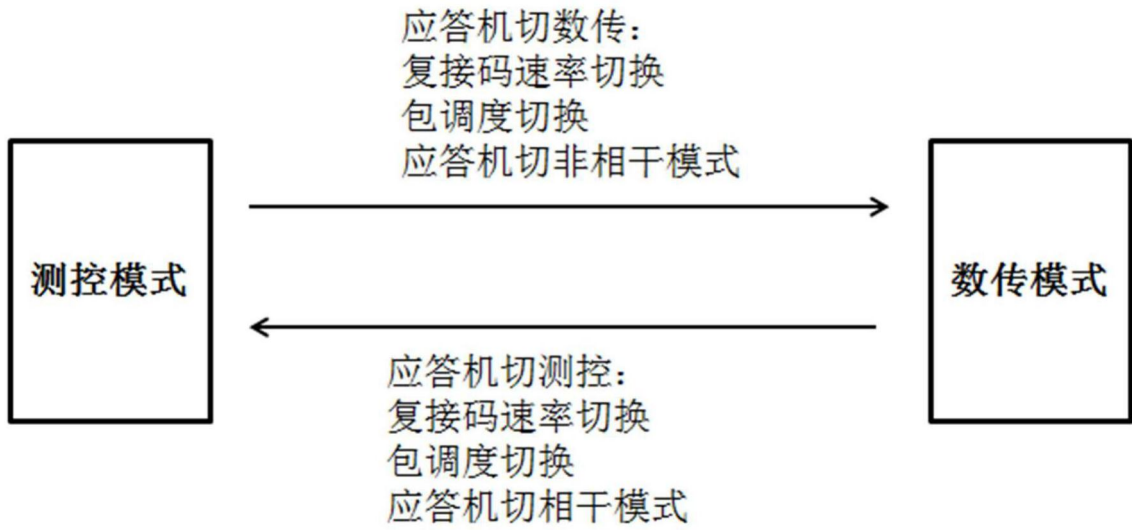 应答机切数传：
复接码速率切换
包调度切换
应答机切非相干模式
测控模式
数传模式
应答机切测控：
复接码速率切换
包调度切换
应答机切相干模式